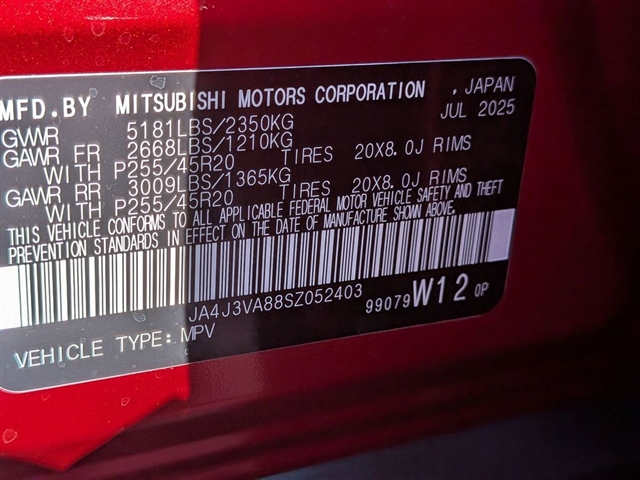 MFD.BY MITSUBISHI MOTORS CORPORATION , JAPAN
JUL 2025
GVWR 5181LBS/2350KG
GAWR FR 2668LBS/1210KG
WITH P255/45R20 TIRES 20X8.0J RIMS
GAWR RR 3009LBS/1365KG
WITH P255/45R20 TIRES 20X8.0J RIMS
THIS VEHICLE CONFORMS TO ALL APPLICABLE FEDERAL MOTOR VEHICLE SAFETY AND THEFT
PREVENTION STANDARDS IN EFFECT ON THE DATE OF MANUFACTURE SHOWN ABOVE.
JA4J3VA88SZ052403 99079 W12 0P
VEHICLE TYPE: MPV